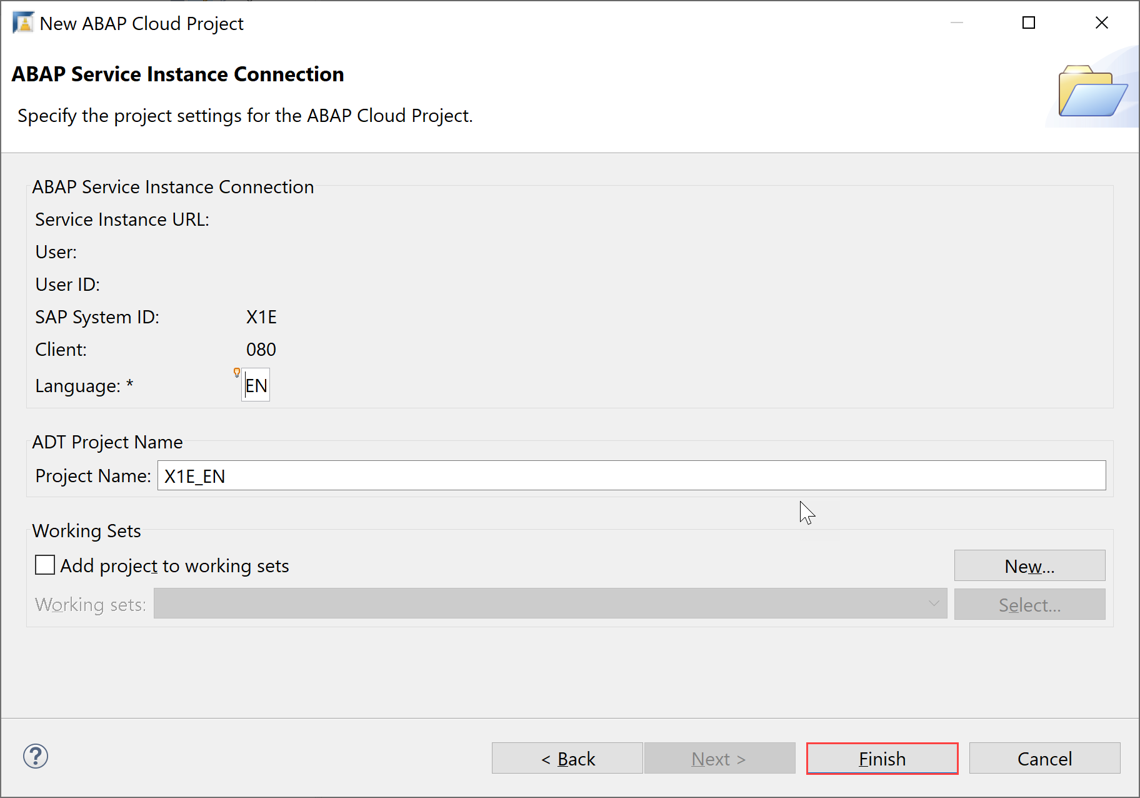 New ABAP Cloud Project
ABAP Service Instance Connection
Specify the project settings for the ABAP Cloud Project.
ABAP Service Instance Connection
Service Instance URL:
User:
User ID:
SAP System ID: X1E
Client: 080
Language: * EN
ADT Project Name
Project Name: X1E_EN
Working Sets
Add project to working sets New...
Working sets: Select...
? < Back Next > Finish Cancel